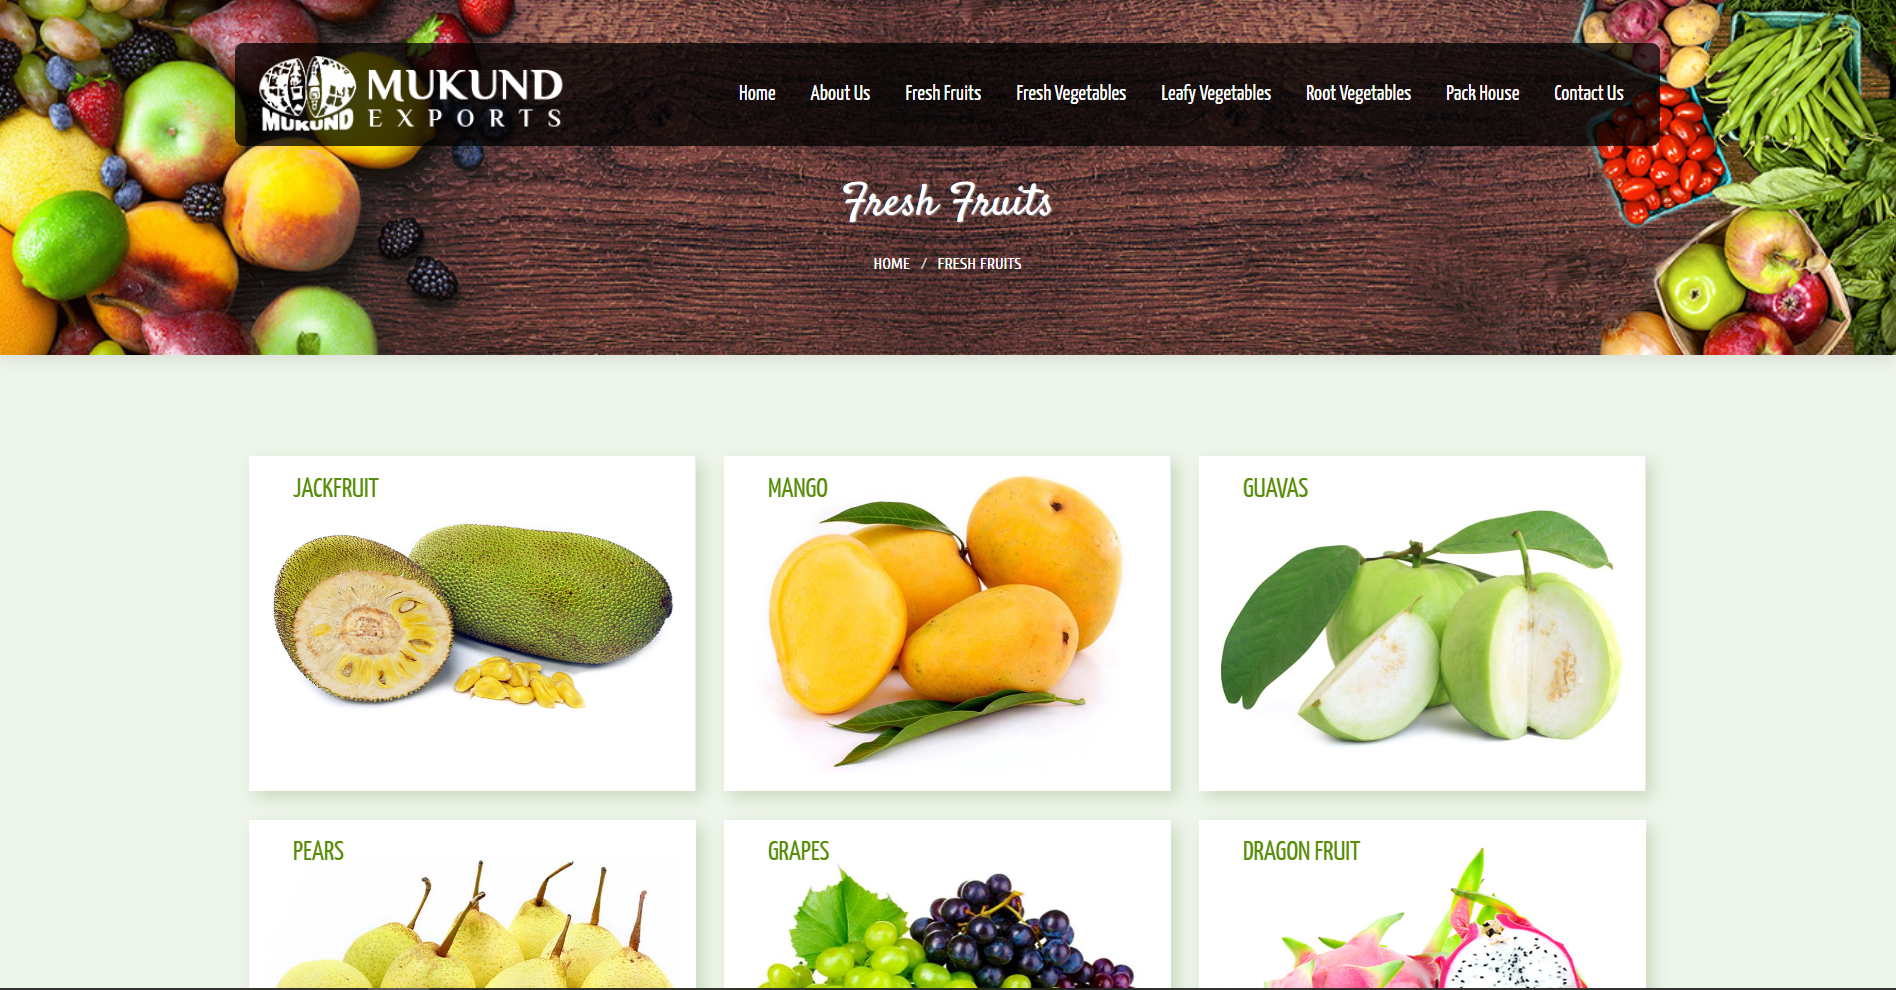 MUKUND
MUKUND
EXPORTS
Home
About Us
Fresh Fruits
Fresh Vegetables
Leafy Vegetables
Root Vegetables
Pack House
Contact Us
Fresh Fruits
HOME / FRESH FRUITS
JACKFRUIT
MANGO
GUAVAS
PEARS
GRAPES
DRAGON FRUIT